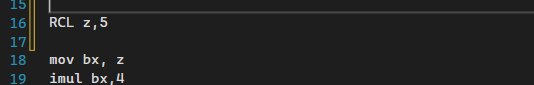 15
16 RCL z,5
17
18 mov bx, z
19 imul bx,4